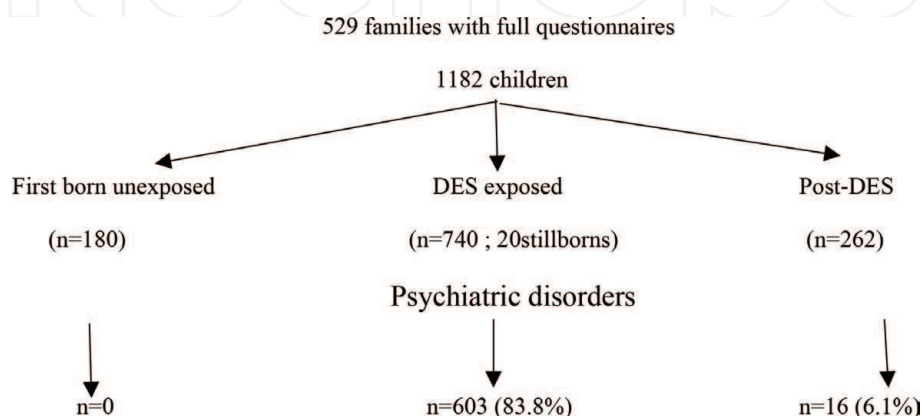 529 families with full questionnaires
1182 children
First born unexposed
DES exposed
Post-DES
(n=180)
(n=740 ; 20stillborns)
(n=262)
Psychiatric disorders
n=0
n=603 (83.8%)
n=16 (6.1%)